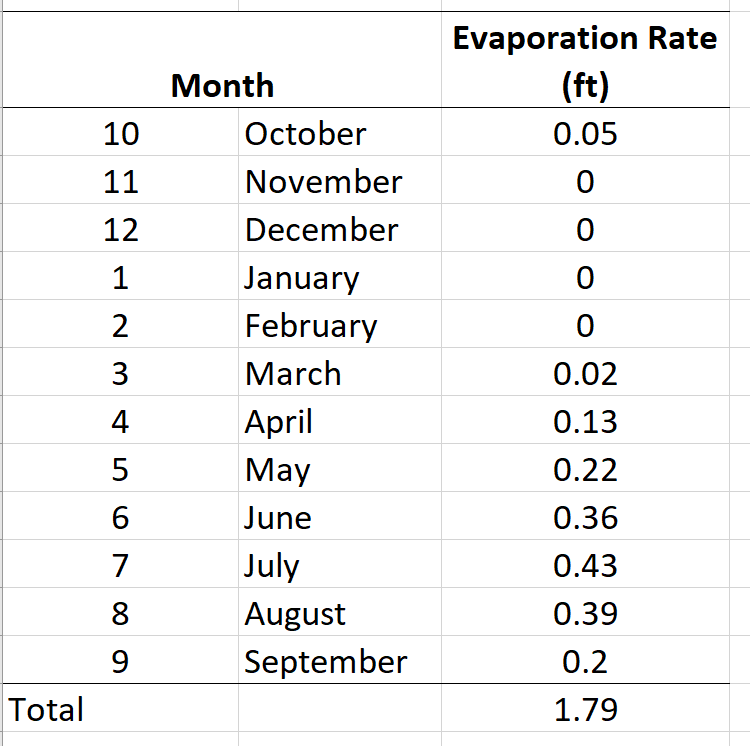 Month Evaporation Rate (ft)
10 October 0.05
11 November 0
12 December 0
1 January 0
2 February 0
3 March 0.02
4 April 0.13
5 May 0.22
6 June 0.36
7 July 0.43
8 August 0.39
9 September 0.2
Total 1.79